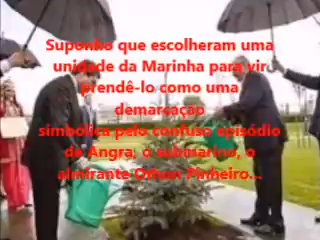 Suponho que escolheram uma
unidade da Marinha para vir
prendê-lo como uma
demarcação
simbólica pelo confuso episódio
de Angra, o submarino, o
almirante Othon Pinheiro...